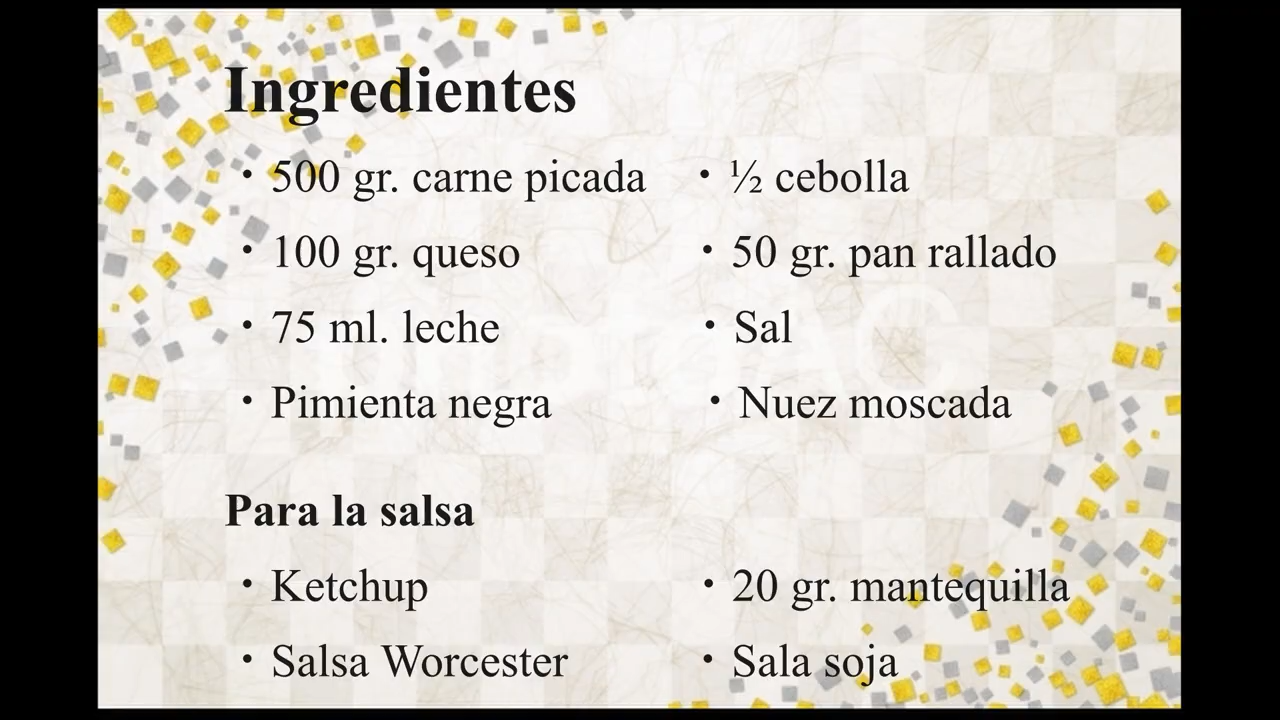 Ingredientes
• 500 gr. carne picada • ½ cebolla
• 100 gr. queso • 50 gr. pan rallado
• 75 ml. leche • Sal
• Pimienta negra • Nuez moscada
Para la salsa
• Ketchup • 20 gr. mantequilla
• Salsa Worcester • Sala soja